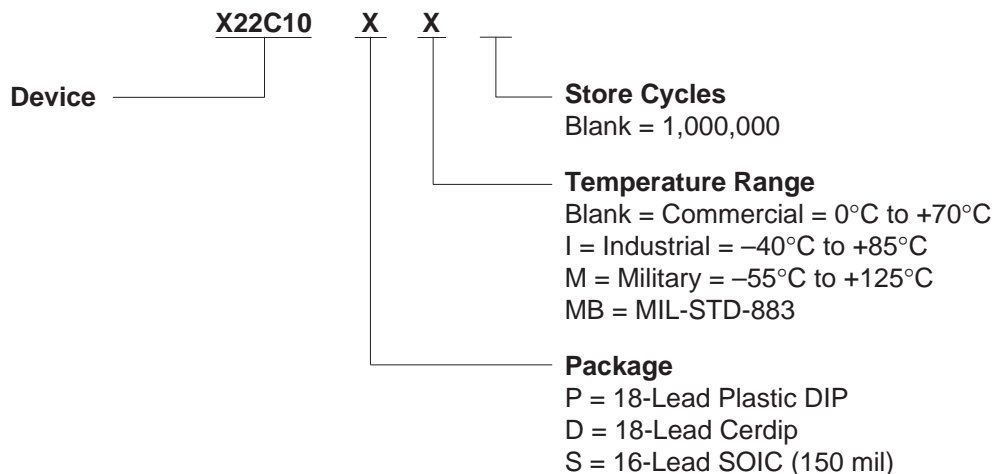 X22C10 X X
Device
Store Cycles
Blank = 1,000,000
Temperature Range
Blank = Commercial = 0°C to +70°C
I = Industrial = –40°C to +85°C
M = Military = –55°C to +125°C
MB = MIL-STD-883
Package
P = 18-Lead Plastic DIP
D = 18-Lead Cerdip
S = 16-Lead SOIC (150 mil)